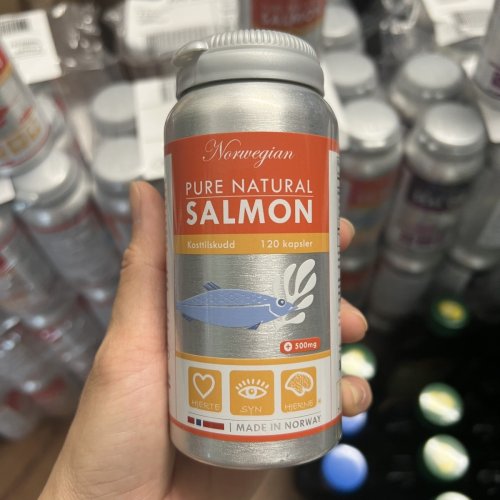 Norwegian
PURE NATURAL
SALMON
Kosttilskudd 120 kapsler
+ 500mg
HJERTE SYN HJERNE
MADE IN NORWAY